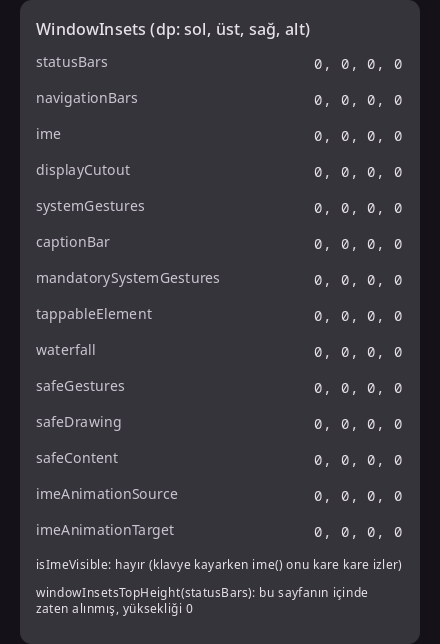 WindowInsets (dp: sol, üst, sağ, alt)
statusBars 0, 0, 0, 0
navigationBars 0, 0, 0, 0
ime 0, 0, 0, 0
displayCutout 0, 0, 0, 0
systemGestures 0, 0, 0, 0
captionBar 0, 0, 0, 0
mandatorySystemGestures 0, 0, 0, 0
tappableElement 0, 0, 0, 0
waterfall 0, 0, 0, 0
safeGestures 0, 0, 0, 0
safeDrawing 0, 0, 0, 0
safeContent 0, 0, 0, 0
imeAnimationSource 0, 0, 0, 0
imeAnimationTarget 0, 0, 0, 0
isImeVisible: hayır (klavye kayarken ime() onu kare kare izler)
windowInsetsTopHeight(statusBars): bu sayfanın içinde
zaten alınmış, yüksekliği 0